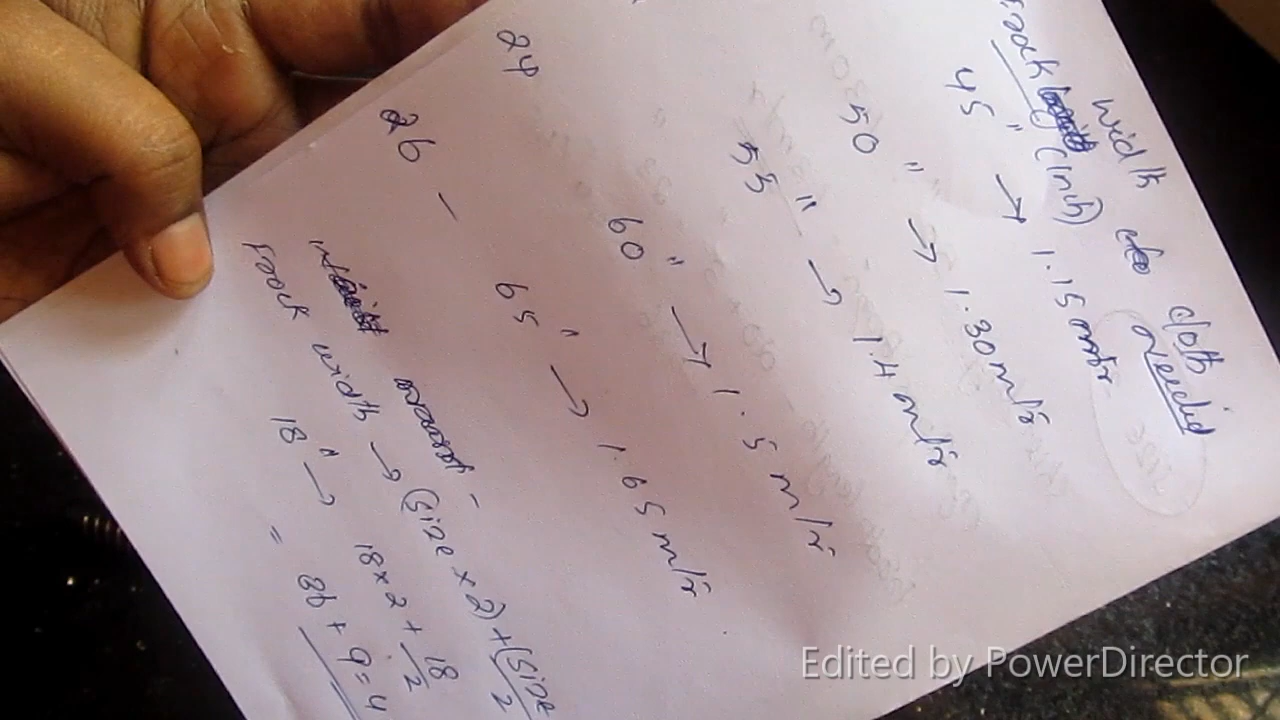 Frock width (inch) cloth needed
45" → 1.15 mtr
50" → 1.30 mtr
55" → 1.4 mtr
24 60" → 1.5 mtr
26 - 65" → 1.65 mtr
Frock width → (size × 2) + (size/2
18" → 18×2 + 18/2
= 36 + 9 = 4
Edited by PowerDirector